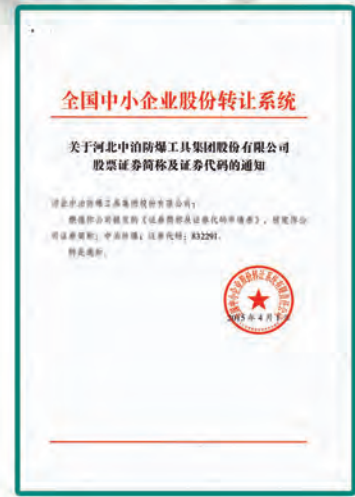 全国中小企业股份转让系统
关于河北中泊防爆工具集团股份有限公司
股票证券简称及证券代码的通知
河北中泊防爆工具集团股份有限公司：
根据你公司报送的《证券简称及证券代码申请书》，经定你公
司证券简称：中泊防爆；证券代码：832291.
特此通知。
2015年4月